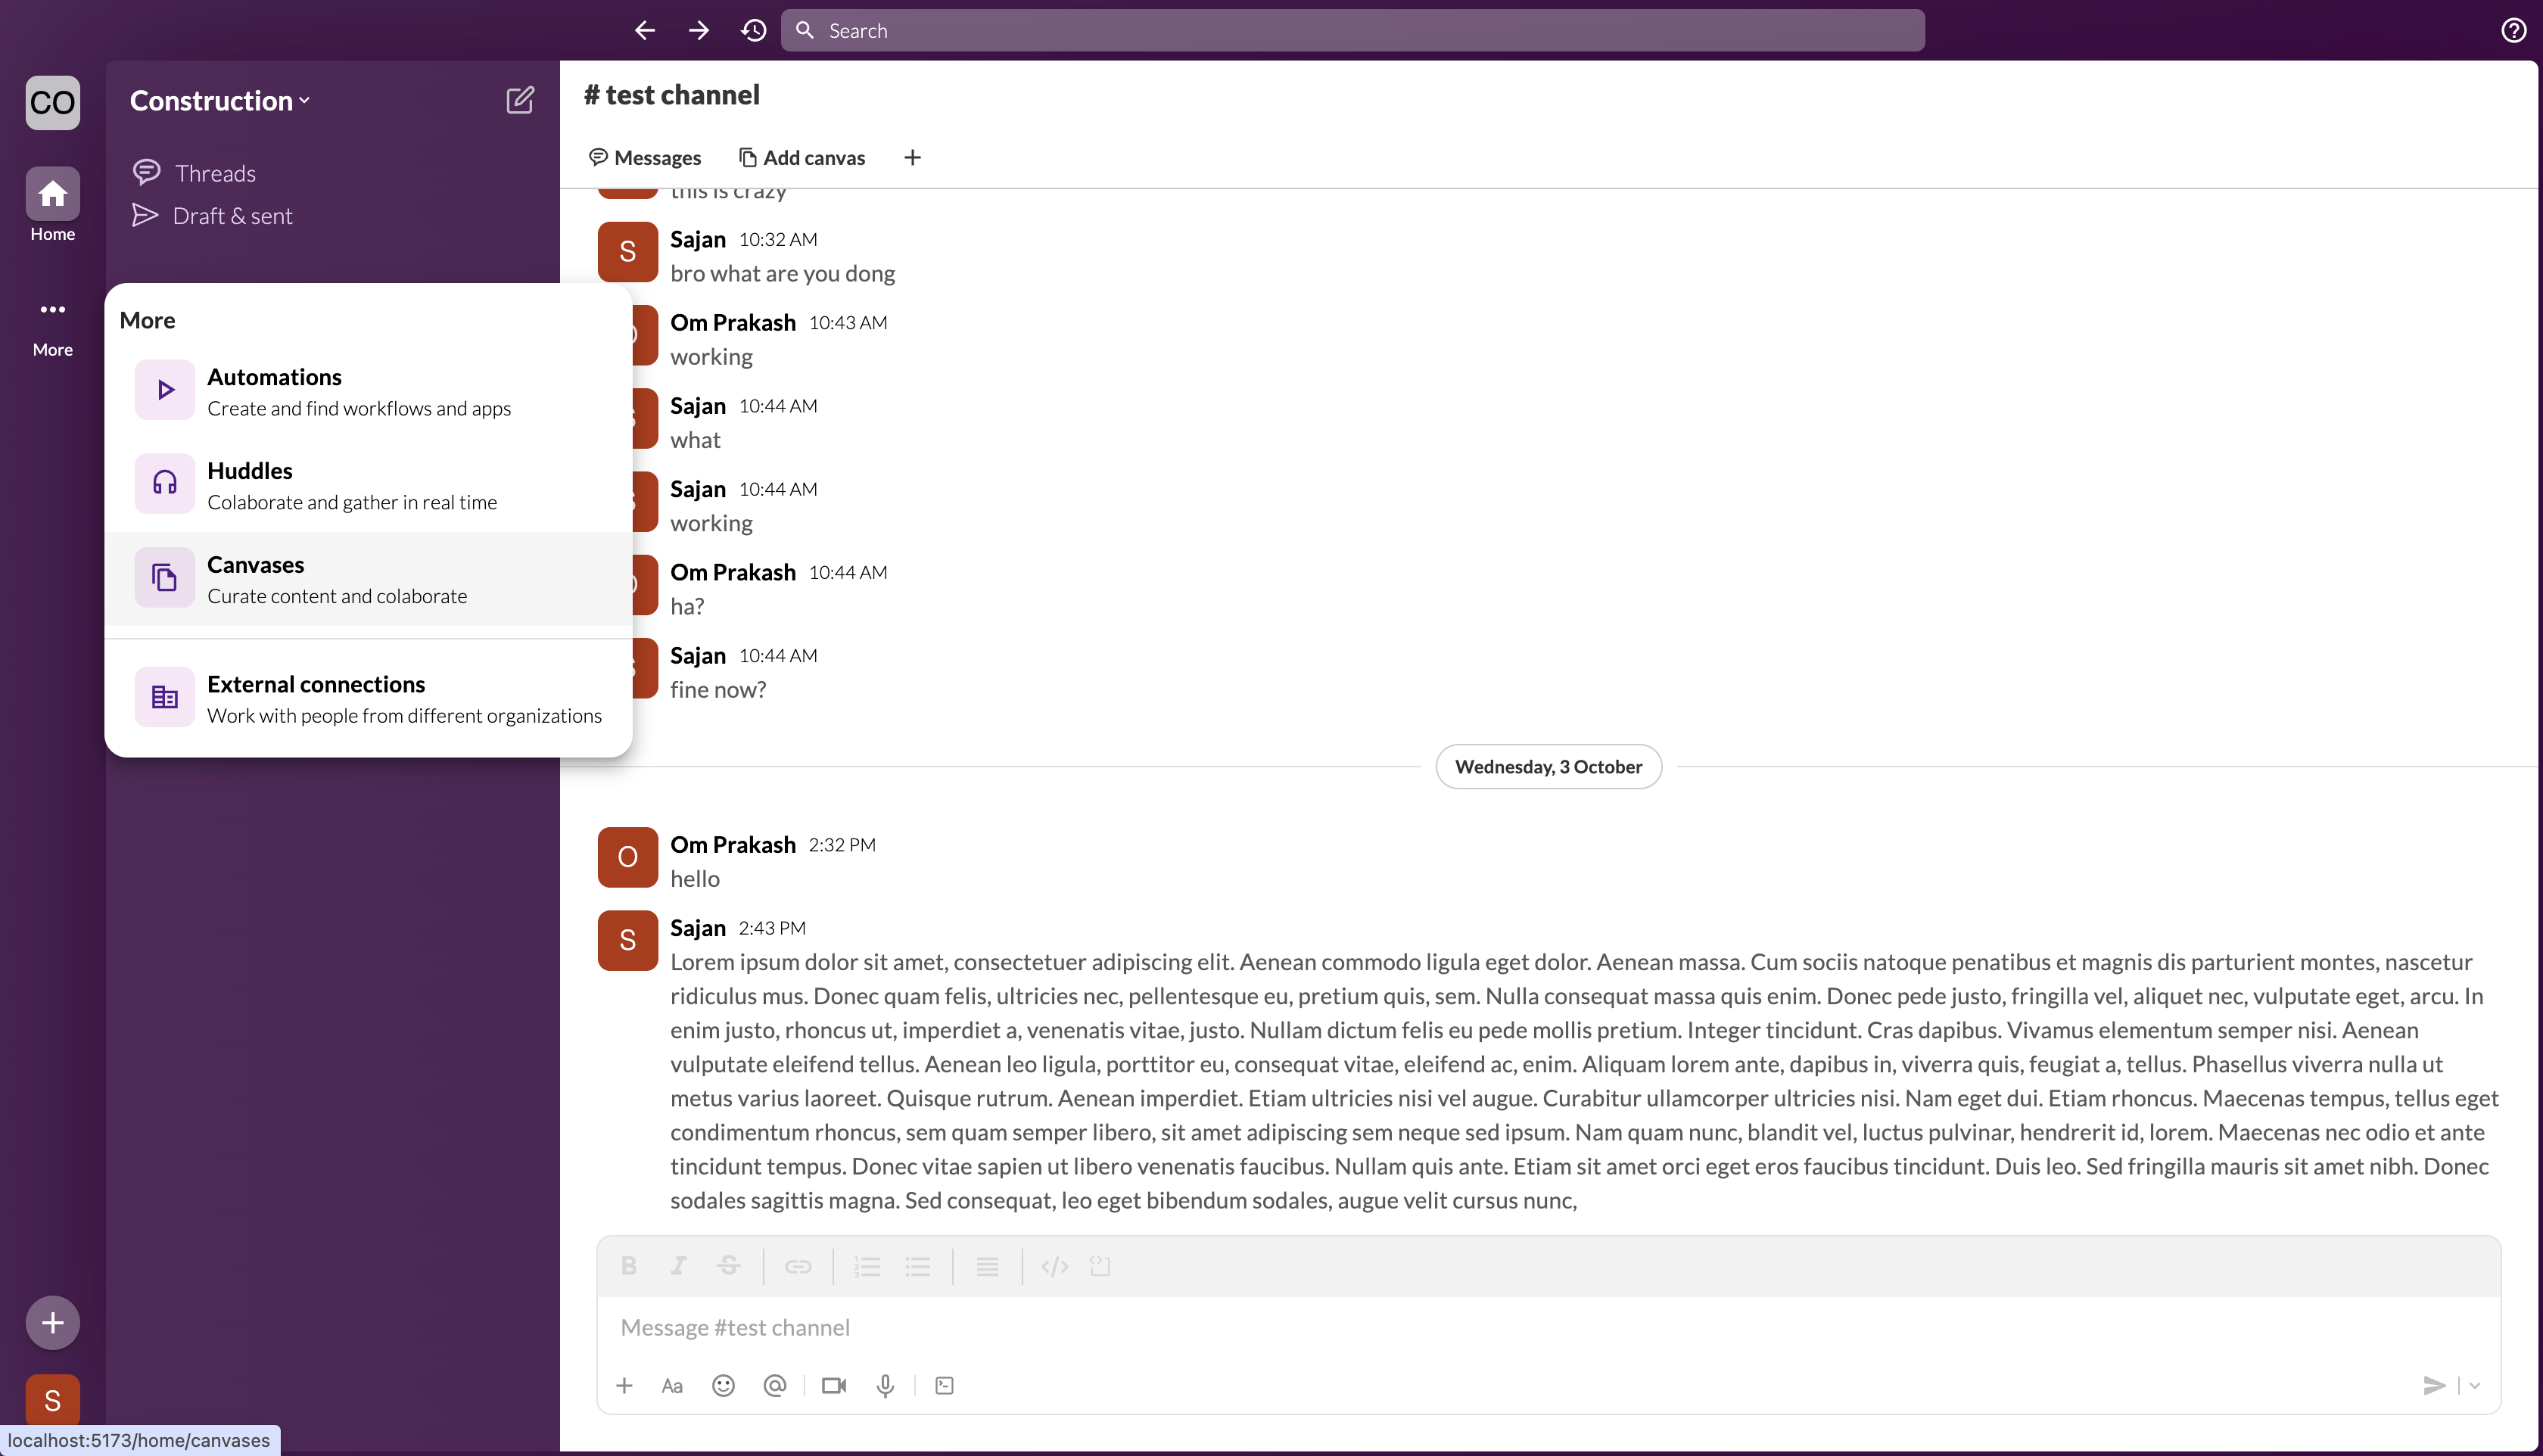 Search
CO
Construction
Threads
Draft & sent
Home
More
More
Automations
Create and find workflows and apps
Huddles
Colaborate and gather in real time
Canvases
Curate content and colaborate
External connections
Work with people from different organizations
# test channel
Messages
Add canvas
this is crazy
S
Sajan 10:32 AM
bro what are you dong
Om Prakash 10:43 AM
working
Sajan 10:44 AM
what
Sajan 10:44 AM
working
Om Prakash 10:44 AM
ha?
Sajan 10:44 AM
fine now?
Wednesday, 3 October
O
Om Prakash 2:32 PM
hello
S
Sajan 2:43 PM
Lorem ipsum dolor sit amet, consectetuer adipiscing elit. Aenean commodo ligula eget dolor. Aenean massa. Cum sociis natoque penatibus et magnis dis parturient montes, nascetur
ridiculus mus. Donec quam felis, ultricies nec, pellentesque eu, pretium quis, sem. Nulla consequat massa quis enim. Donec pede justo, fringilla vel, aliquet nec, vulputate eget, arcu. In
enim justo, rhoncus ut, imperdiet a, venenatis vitae, justo. Nullam dictum felis eu pede mollis pretium. Integer tincidunt. Cras dapibus. Vivamus elementum semper nisi. Aenean
vulputate eleifend tellus. Aenean leo ligula, porttitor eu, consequat vitae, eleifend ac, enim. Aliquam lorem ante, dapibus in, viverra quis, feugiat a, tellus. Phasellus viverra nulla ut
metus varius laoreet. Quisque rutrum. Aenean imperdiet. Etiam ultricies nisi vel augue. Curabitur ullamcorper ultricies nisi. Nam eget dui. Etiam rhoncus. Maecenas tempus, tellus eget
condimentum rhoncus, sem quam semper libero, sit amet adipiscing sem neque sed ipsum. Nam quam nunc, blandit vel, luctus pulvinar, hendrerit id, lorem. Maecenas nec odio et ante
tincidunt tempus. Donec vitae sapien ut libero venenatis faucibus. Nullam quis ante. Etiam sit amet orci eget eros faucibus tincidunt. Duis leo. Sed fringilla mauris sit amet nibh. Donec
sodales sagittis magna. Sed consequat, leo eget bibendum sodales, augue velit cursus nunc,
Message #test channel
Aa
S
localhost:5173/home/canvases